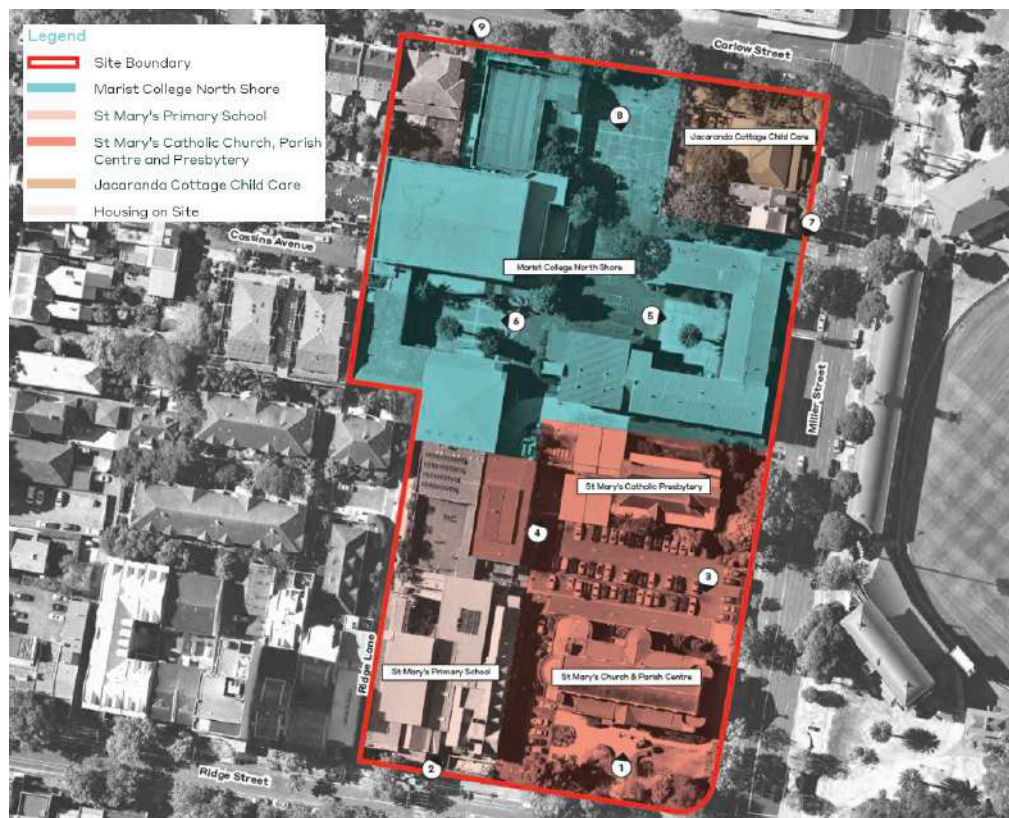 Legend
Site Boundary
Marist College North Shore
St Mary's Primary School
St Mary's Catholic Church, Parish
Centre and Presbytery
Jacaranda Cottage Child Care
Housing on Site
9
Carlow Street
8
Jacaranda Cottage Child Care
7
Cassins Avenue
Marist College North Shore
6
5
Miller Street
St Mary's Catholic Presbytery
4
3
Ridge Lane
St Mary's Primary School
St Mary's Church & Parish Centre
Ridge Street
2
1